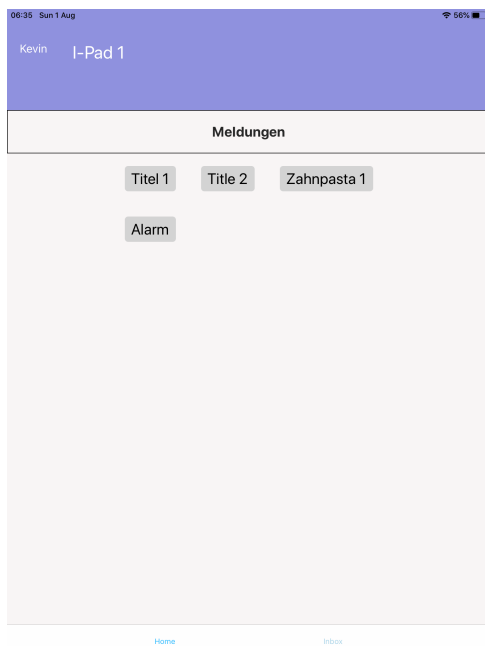 06:35 Sun 1 Aug 56%
Kevin I-Pad 1
Meldungen
Titel 1 Title 2 Zahnpasta 1
Alarm
Home Inbox